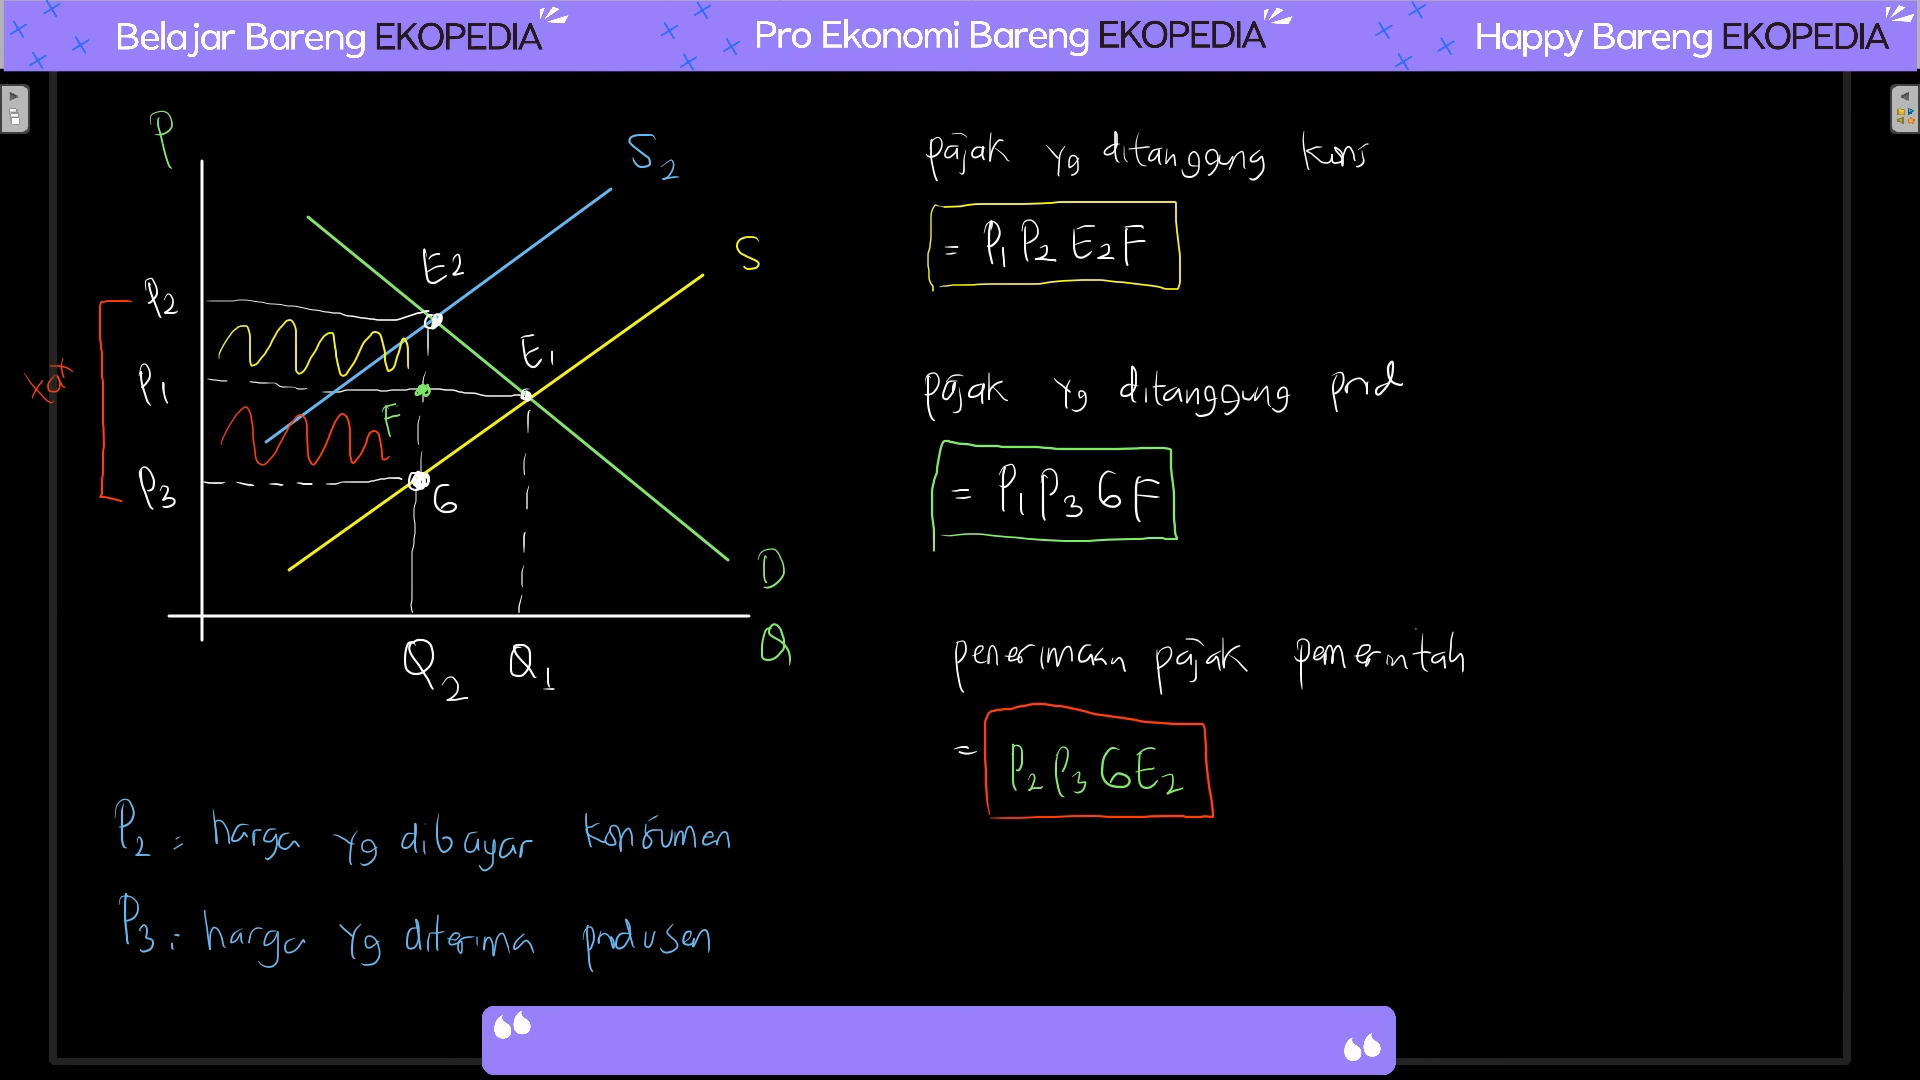 Belajar Bareng EKOPEDIA
Pro Ekonomi Bareng EKOPEDIA
Happy Bareng EKOPEDIA
P
S2
S
E2
E1
P2
P1
P3
tax
F
G
D
Q
Q2
Q1
pajak yg ditanggung kons
= P1 P2 E2 F
pajak yg ditanggung prod
= P1 P3 G F
penerimaan pajak pemerintah
= P2 P3 G E2
P2 = harga yg dibayar konsumen
P3 : harga yg diterima produsen